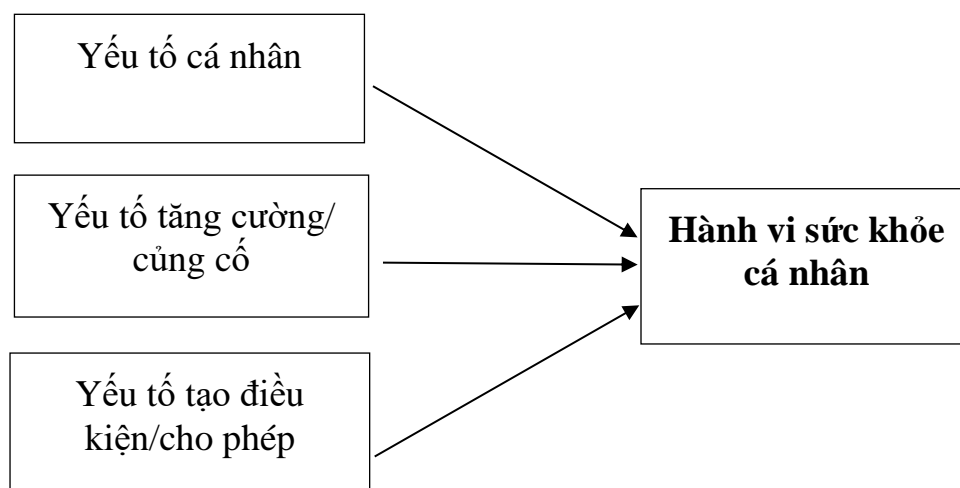 Yếu tố cá nhân
Yếu tố tăng cường/
củng cố
Yếu tố tạo điều
kiện/cho phép
Hành vi sức khỏe
cá nhân